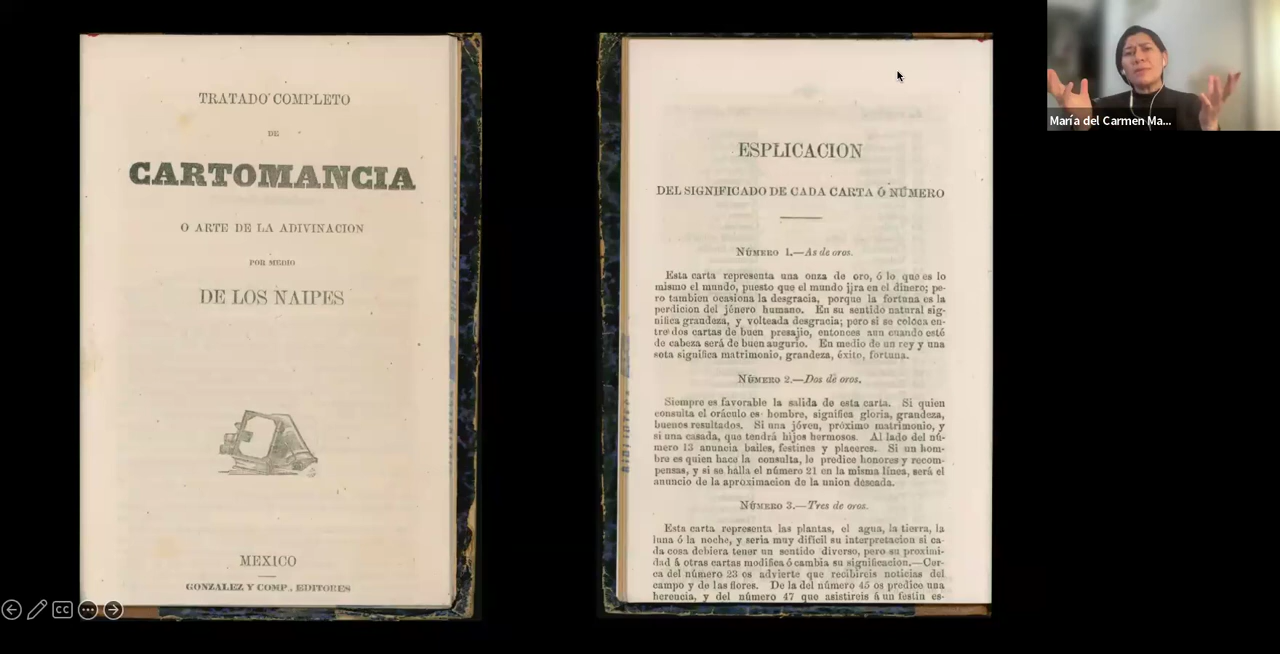 TRATADO COMPLETO
DE
CARTOMANCIA
O ARTE DE LA ADIVINACION
POR MEDIO
DE LOS NAIPES
MEXICO
GONZALEZ Y COMP., EDITORES
ESPLICACION
DEL SIGNIFICADO DE CADA CARTA Ó NÚMERO
NÚMERO 1.—As de oros.
Esta carta representa una onza de oro, ó lo que es lo
mismo el mundo, puesto que el mundo jira en el dinero; pe-
ro tambien ocasiona la desgracia, porque la fortuna es la
perdicion del jénero humano. En su sentido natural sig-
nifica grandeza, y volteada desgracia; pero si se coloca en-
tre dos cartas de buen presajio, entonces aun cuando esté
de cabeza será de buen augurio. En medio de un rey y una
sota significa matrimonio, grandeza, éxito, fortuna.
NÚMERO 2.—Dos de oros.
Siempre es favorable la salida de esta carta. Si quien
consulta el oráculo es hombre, significa gloria, grandeza,
buenos resultados. Si una jóven, próximo matrimonio, y
si una casada, que tendrá hijos hermosos. Al lado del nú-
mero 13 anuncia bailes, festines y placeres. Si un hom-
bre es quien hace la consulta, le predice honores y recom-
pensas, y si se halla el número 21 en la misma línea, será el
anuncio de la aproximacion de la union deseada.
NÚMERO 3.—Tres de oros.
Esta carta representa las plantas, el agua, la tierra, la
luna ó la noche, y seria muy dificil su interpretacion si ca-
da cosa debiera tener un sentido diverso, pero su proximi-
dad á otras cartas modifica ó cambia su significacion.—Cer-
ca del número 23 os advierte que recibireis noticias del
campo y de las flores. De la del número 45 os predice una
herencia, y del número 47 que asistireis á un festin es-
María del Carmen Ma...
CC